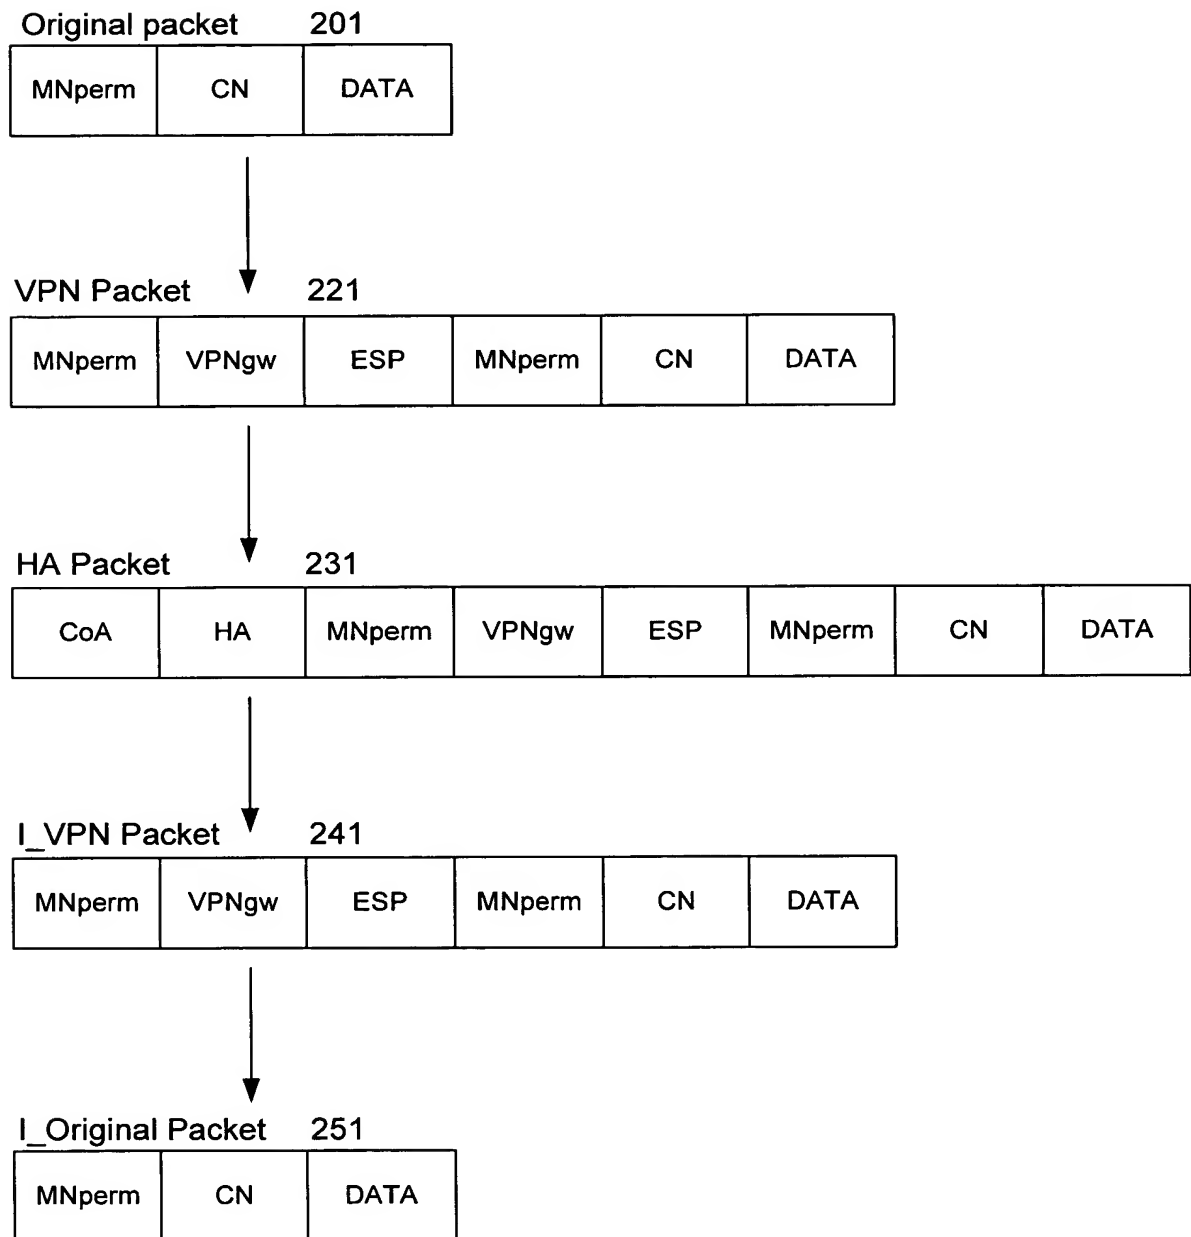 Original packet 201
MNperm CN DATA
VPN Packet 221
MNperm VPNgw ESP MNperm CN DATA
HA Packet 231
CoA HA MNperm VPNgw ESP MNperm CN DATA
I_VPN Packet 241
MNperm VPNgw ESP MNperm CN DATA
I_Original Packet 251
MNperm CN DATA